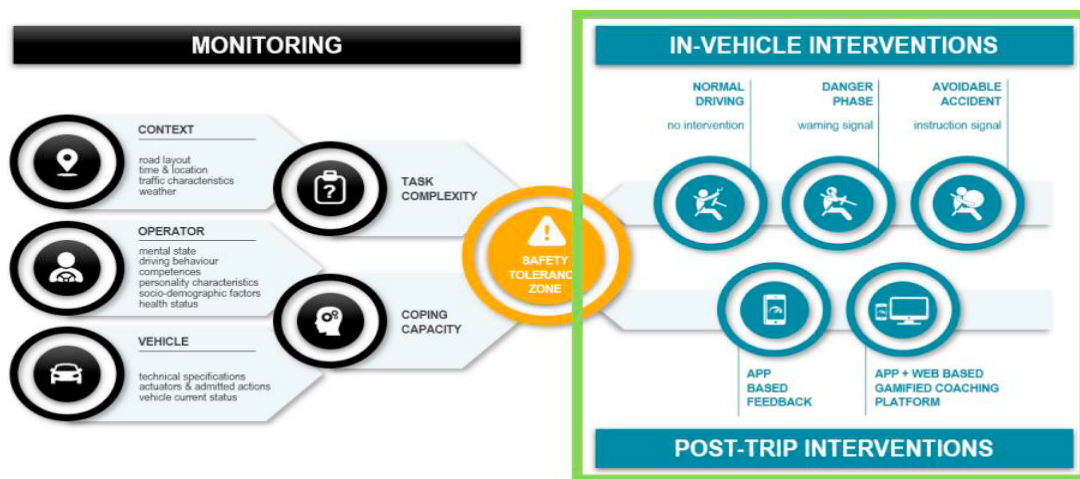 MONITORING
CONTEXT
road layout
time & location
traffic characteristics
weather
OPERATOR
mental state
driving behaviour
competences
personality characteristics
socio-demographic factors
health status
VEHICLE
technical specifications
actuators & admitted actions
vehicle current status
?
TASK
COMPLEXITY
COPING
CAPACITY
!
SAFETY
TOLERANCE
ZONE
IN-VEHICLE INTERVENTIONS
NORMAL
DRIVING
no intervention
DANGER
PHASE
warning signal
AVOIDABLE
ACCIDENT
instruction signal
APP
BASED
FEEDBACK
APP + WEB BASED
GAMIFIED COACHING
PLATFORM
POST-TRIP INTERVENTIONS